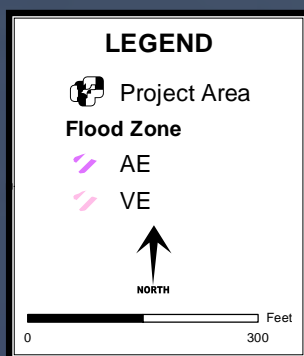 LEGEND
Project Area
Flood Zone
AE
VE
NORTH
Feet
0 300